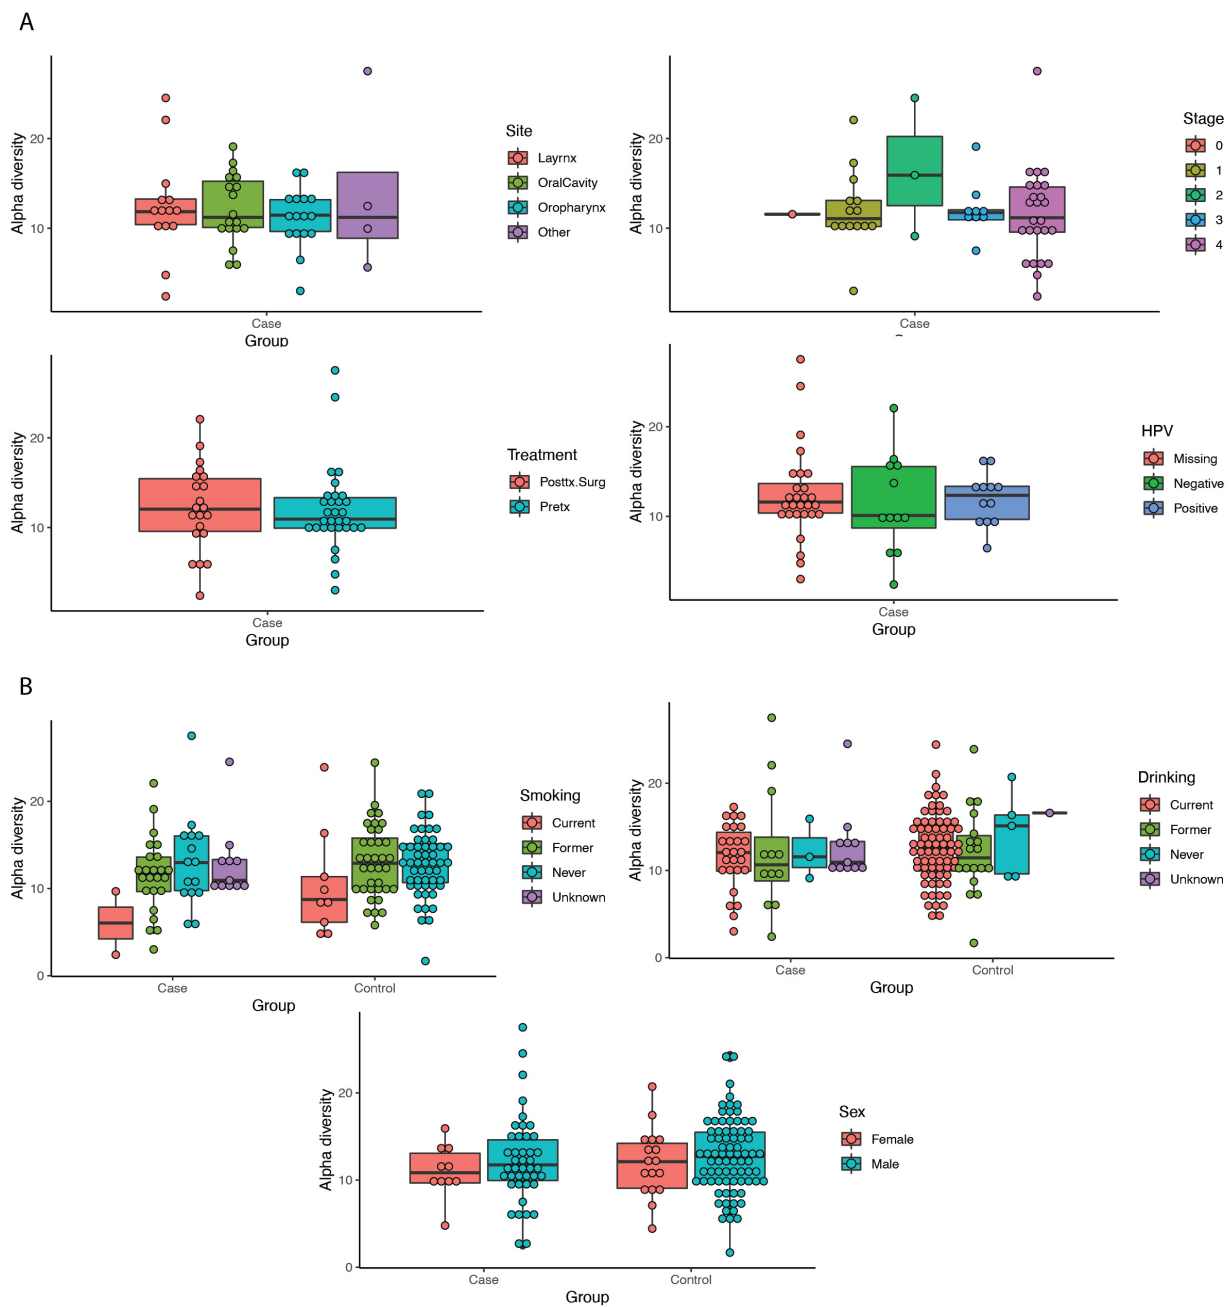 A
Alpha diversity
20
10
Case
Group
Site
Layrnx
OralCavity
Oropharynx
Other
Alpha diversity
20
10
Case
Stage
0
1
2
3
4
Alpha diversity
20
10
Case
Group
Treatment
Posttx.Surg
Pretx
Alpha diversity
20
10
Case
Group
HPV
Missing
Negative
Positive
B
Alpha diversity
20
10
0
Case
Control
Group
Smoking
Current
Former
Never
Unknown
Alpha diversity
20
10
0
Case
Control
Group
Drinking
Current
Former
Never
Unknown
Alpha diversity
20
10
0
Case
Control
Group
Sex
Female
Male